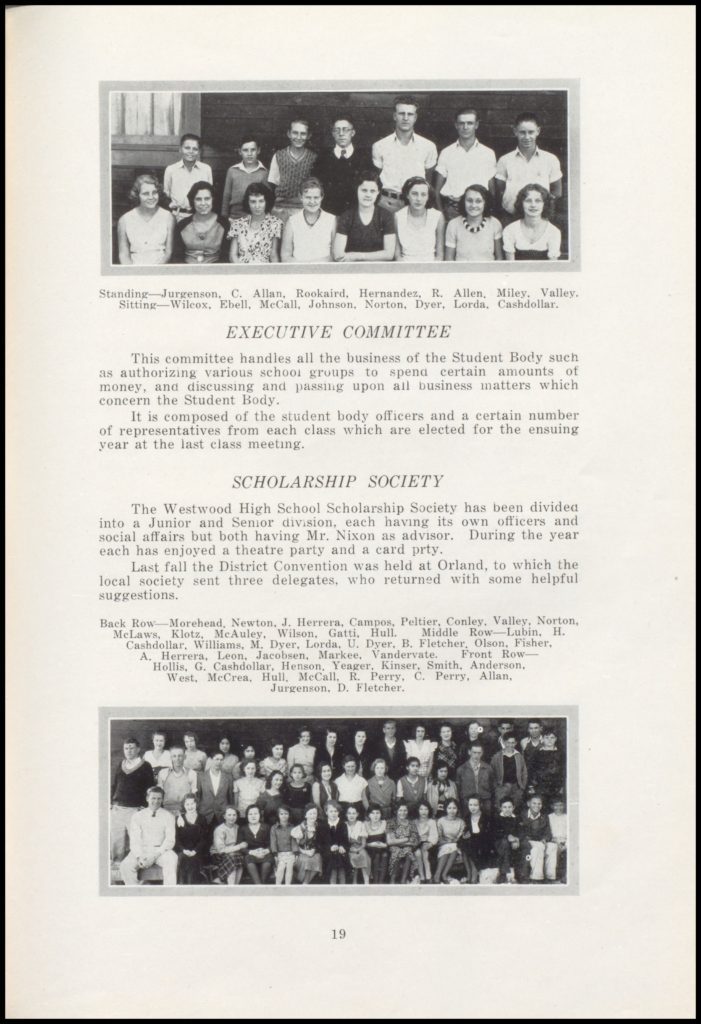 Standing—Jurgenson, C. Allan, Rookaird, Hernandez, R. Allen, Miley, Valley.
Sitting—Wilcox, Ebell, McCall, Johnson, Norton, Dyer, Lorda, Cashdollar.
EXECUTIVE COMMITTEE
This committee handles all the business of the Student Body such
as authorizing various school groups to spend certain amounts of
money, and discussing and passing upon all business matters which
concern the Student Body.
It is composed of the student body officers and a certain number
of representatives from each class which are elected for the ensuing
year at the last class meeting.
SCHOLARSHIP SOCIETY
The Westwood High School Scholarship Society has been divided
into a Junior and Senior division, each having its own officers and
social affairs but both having Mr. Nixon as advisor. During the year
each has enjoyed a theatre party and a card prty.
Last fall the District Convention was held at Orland, to which the
local society sent three delegates, who returned with some helpful
suggestions.
Back Row—Morehead, Newton, J. Herrera, Campos, Peltier, Conley, Valley, Norton,
McLaws, Klotz, McAuley, Wilson, Gatti, Hull. Middle Row—Lubin, H.
Cashdollar, Williams, M. Dyer, Lorda, U. Dyer, B. Fletcher, Olson, Fisher,
A. Herrera, Leon, Jacobsen, Markee, Vandervate. Front Row—
Hollis, G. Cashdollar, Henson, Yeager, Kinser, Smith, Anderson,
West, McCrea, Hull, McCall, R. Perry, C. Perry, Allan,
Jurgenson, D. Fletcher.
19